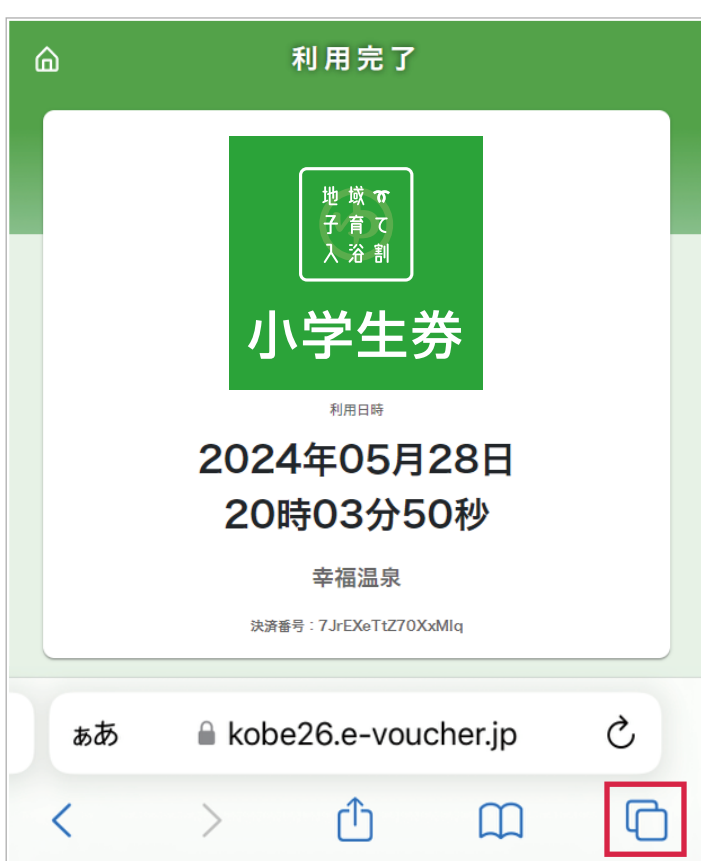 利用完了
地域で
子育て
入浴割
小学生券
利用日時
2024年05月28日
20時03分50秒
幸福温泉
決済番号：7JrEXeTtZ70XxMlq
ぁあ
kobe26.e-voucher.jp